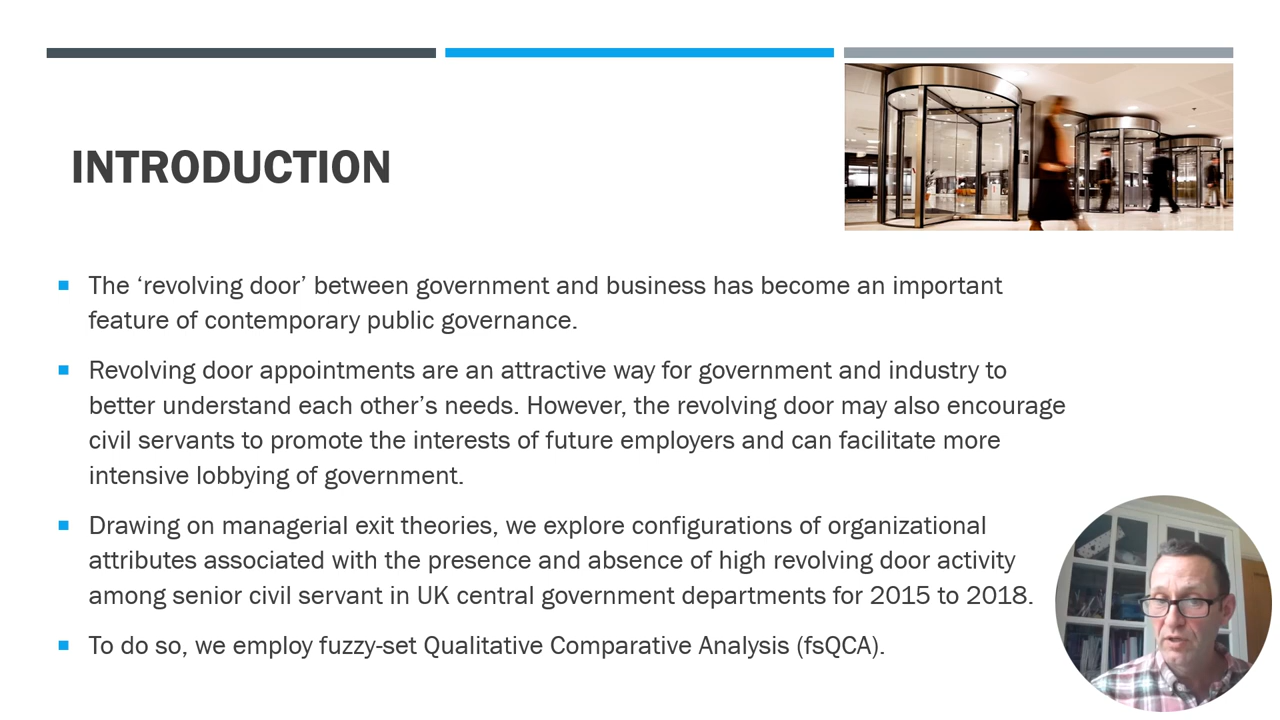 INTRODUCTION
The ‘revolving door’ between government and business has become an important
feature of contemporary public governance.
Revolving door appointments are an attractive way for government and industry to
better understand each other’s needs. However, the revolving door may also encourage
civil servants to promote the interests of future employers and can facilitate more
intensive lobbying of government.
Drawing on managerial exit theories, we explore configurations of organizational
attributes associated with the presence and absence of high revolving door activity
among senior civil servant in UK central government departments for 2015 to 2018.
To do so, we employ fuzzy-set Qualitative Comparative Analysis (fsQCA).